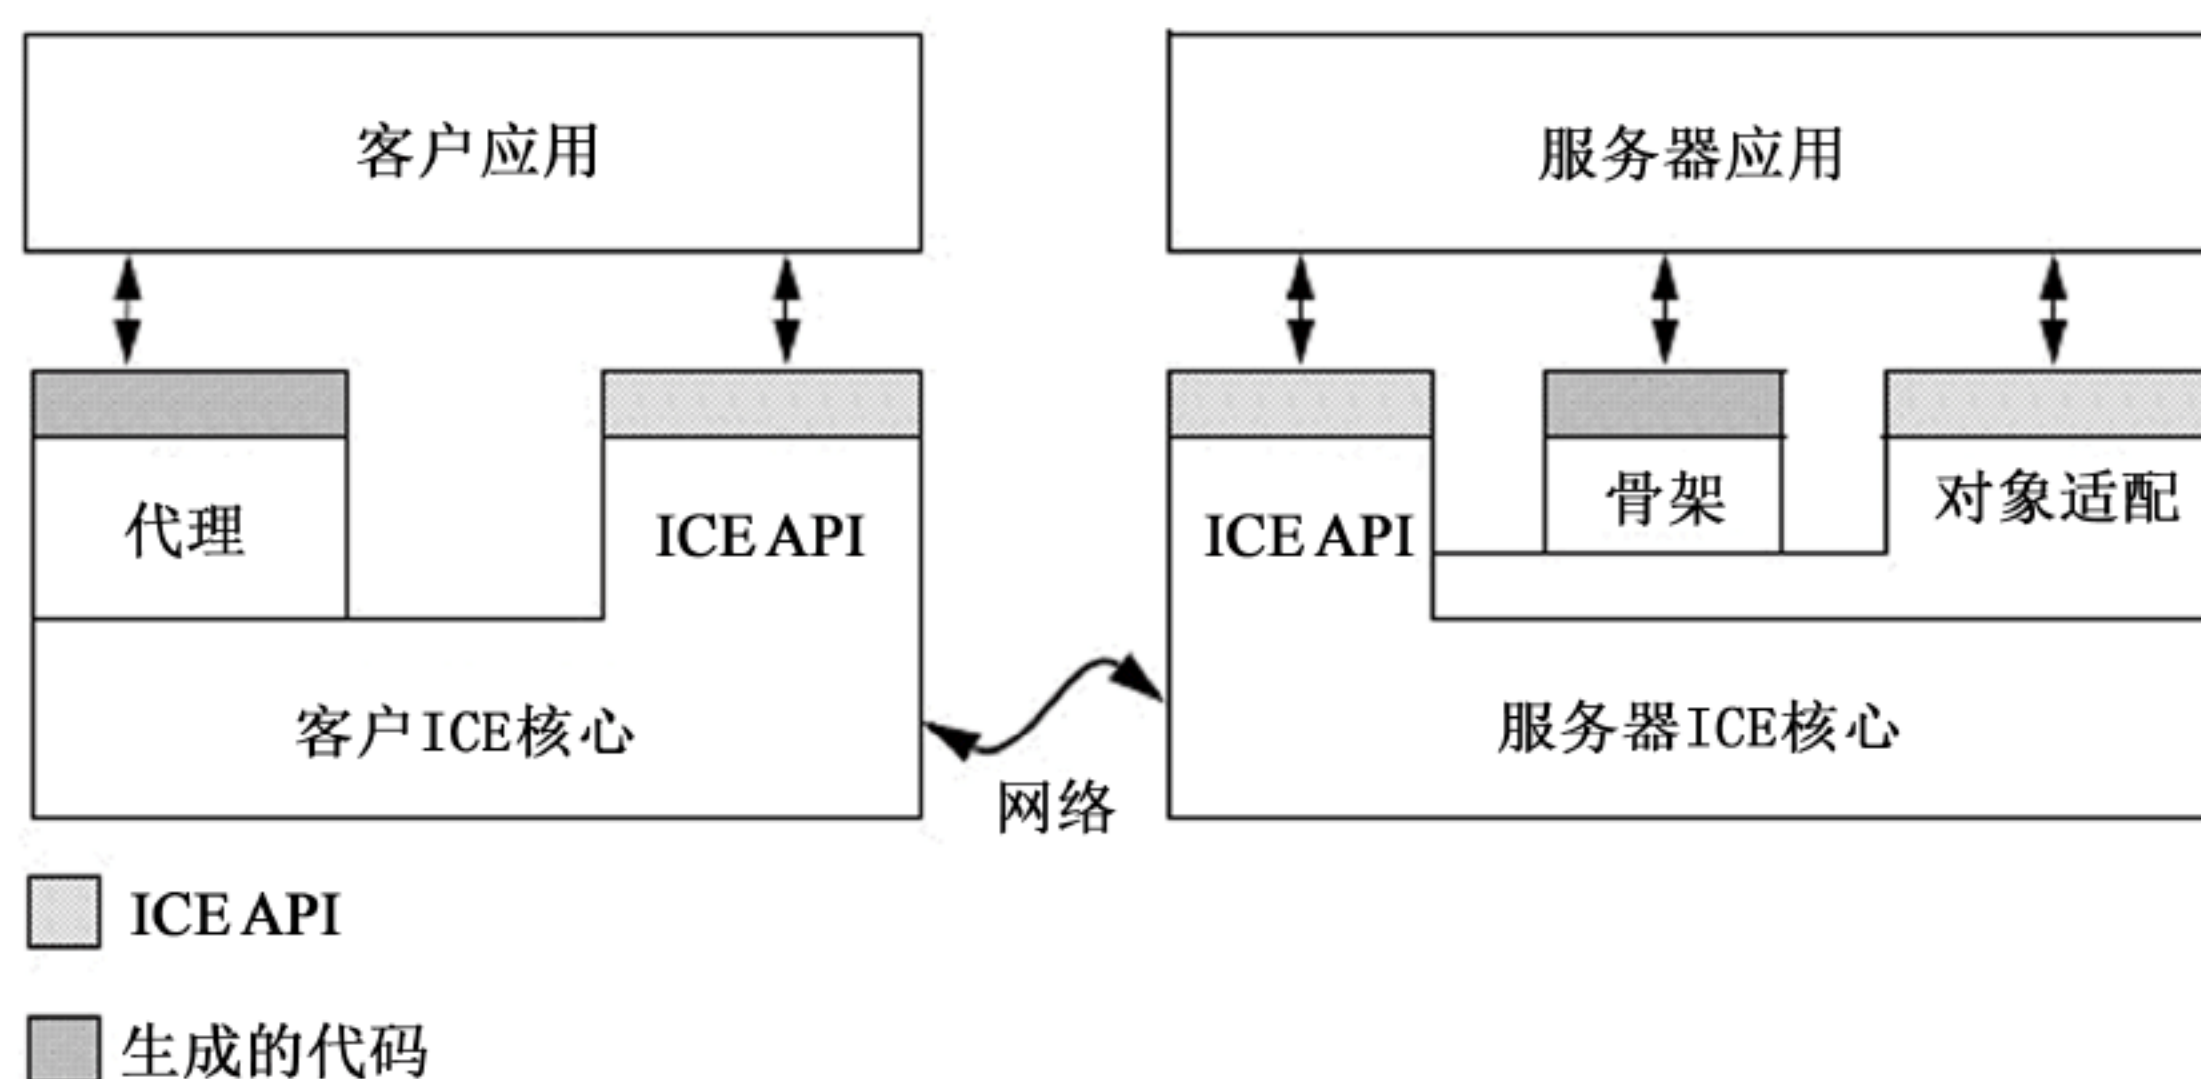 客户应用
服务器应用
代理
ICE API
ICE API
骨架
对象适配
客户ICE核心
网络
服务器ICE核心
ICE API
生成的代码